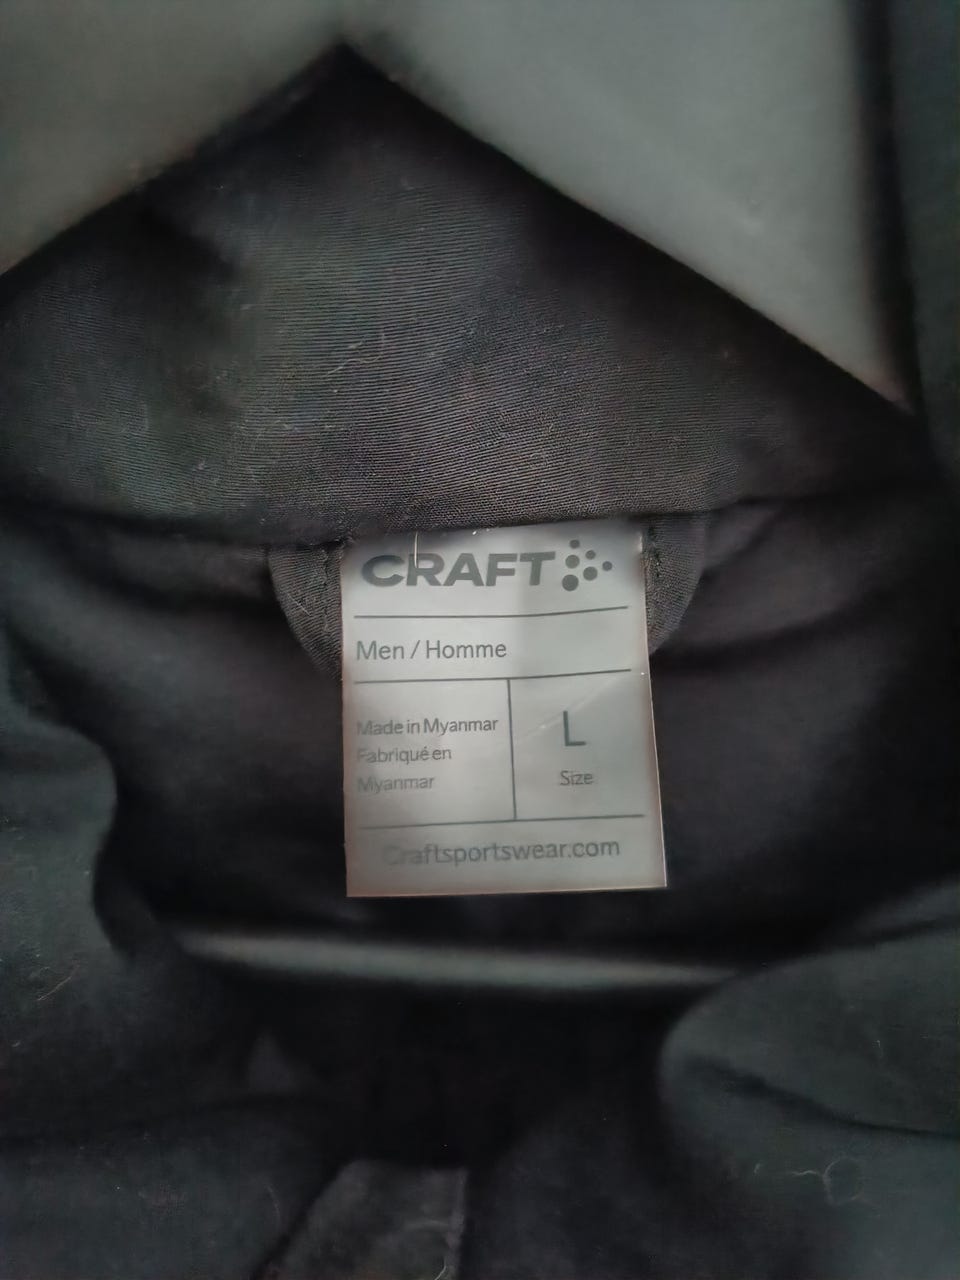 CRAFT
Men / Homme
Made in Myanmar
Fabriqué en
Myanmar
L
Size
Craftsportswear.com